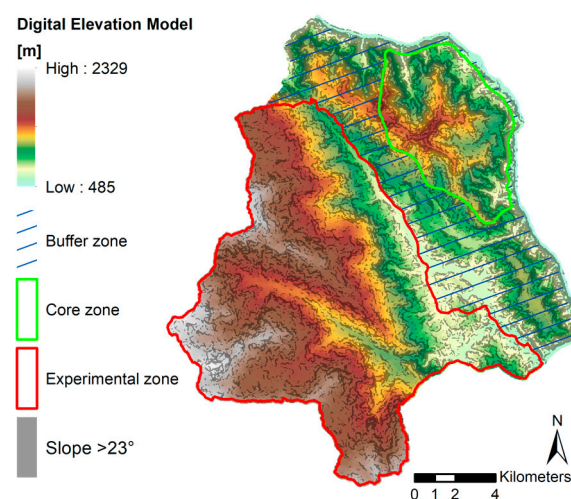 Digital Elevation Model
[m]
High : 2329
Low : 485
Buffer zone
Core zone
Experimental zone
Slope >23°
N
Kilometers
0 1 2 4